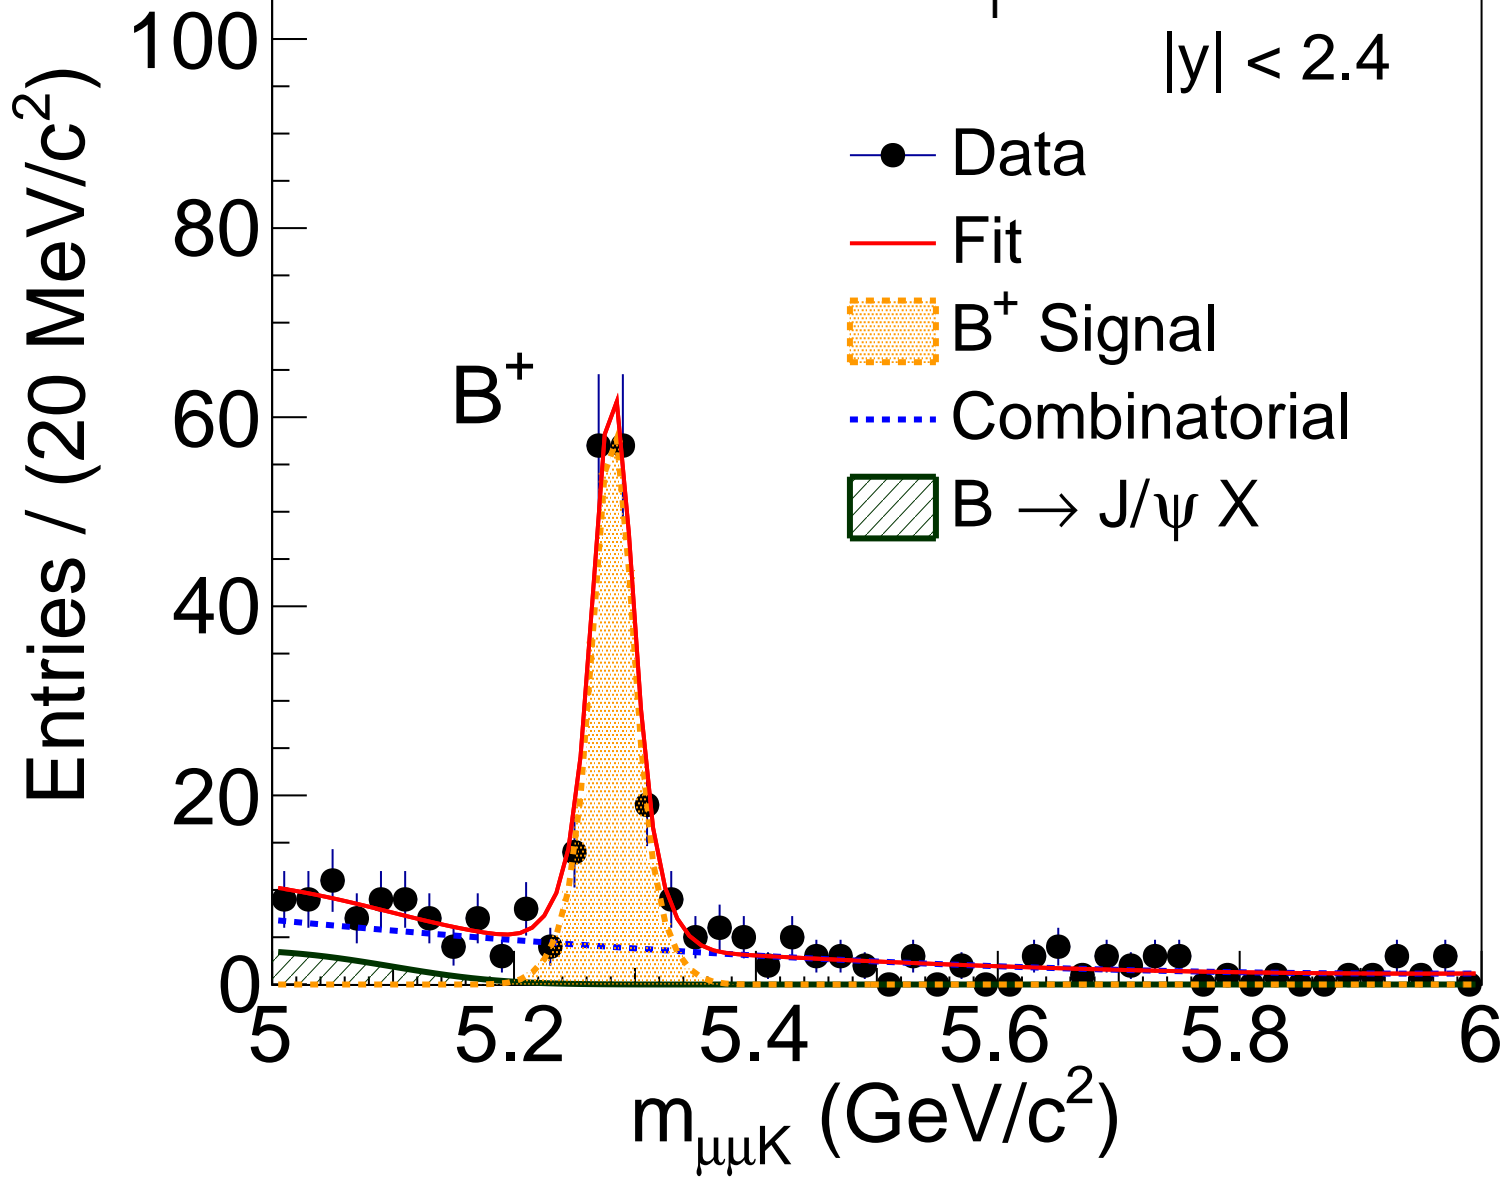 |y| < 2.4
Data
Fit
B⁺ Signal
Combinatorial
B → J/ψ X
B⁺
Entries / (20 MeV/c²)
100
80
60
40
20
0
5 5.2 5.4 5.6 5.8 6
m_μμK (GeV/c²)